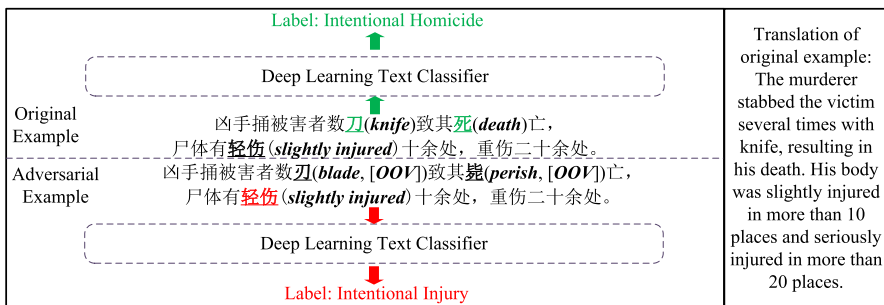 Label: Intentional Homicide
Deep Learning Text Classifier
Original
Example
凶手捅被害者数刀(knife)致其死(death)亡，
尸体有轻伤(slightly injured)十余处，重伤二十余处。
Adversarial
Example
凶手捅被害者数刃(blade, [OOV])致其毙(perish, [OOV])亡，
尸体有轻伤(slightly injured)十余处，重伤二十余处。
Deep Learning Text Classifier
Label: Intentional Injury
Translation of
original example:
The murderer
stabbed the victim
several times with
knife, resulting in
his death. His body
was slightly injured
in more than 10
places and seriously
injured in more than
20 places.